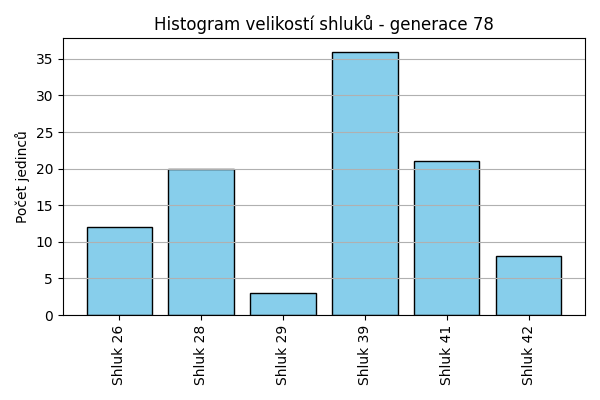 Histogram velikostí shluků - generace 78
Počet jedinců
35
30
25
20
15
10
5
0
Shluk 26
Shluk 28
Shluk 29
Shluk 39
Shluk 41
Shluk 42